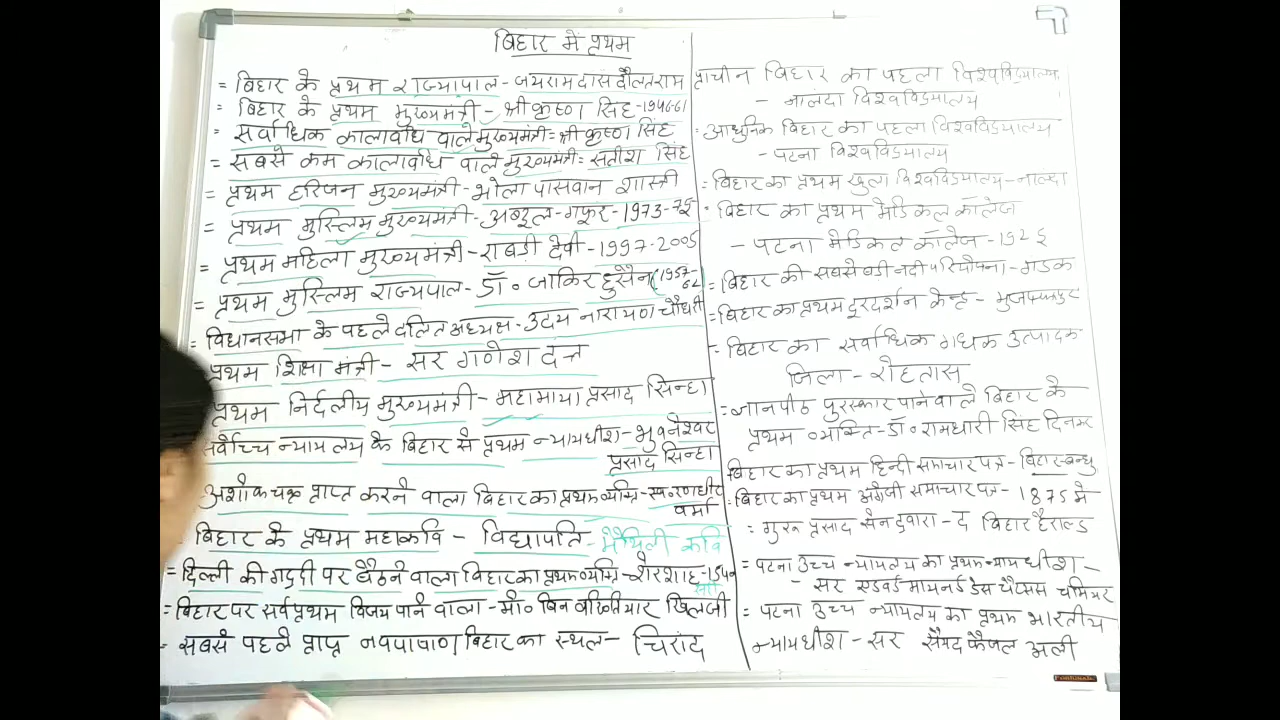 बिहार में प्रथम
= बिहार के प्रथम राज्यपाल - जयरामदास दौलतराम
= बिहार के प्रथम मुख्यमंत्री - श्रीकृष्ण सिंह - 1946-61
= सर्वाधिक कालावधि वाले मुख्यमंत्री = श्रीकृष्ण सिंह
= सबसे कम कालावधि वाले मुख्यमंत्री = सतीश सिंह
= प्रथम हरिजन मुख्यमंत्री - भोला पासवान शास्त्री
= प्रथम मुस्लिम मुख्यमंत्री - अब्दूल गफूर - 1973-75
= प्रथम महिला मुख्यमंत्री - राबड़ी देवी - 1997-2005
= प्रथम मुस्लिम राज्यपाल - डॉ॰ जाकिर हुसैन (1957-62)
= विधानसभा के पहले दलित अध्यक्ष - उदय नारायण चौधरी
प्रथम शिक्षा मंत्री - सर गणेश दत्त
प्रथम निर्दलीय मुख्यमंत्री - महामाया प्रसाद सिन्हा
सर्वोच्च न्यायलय के बिहार से प्रथम न्यायधीश - भुवनेश्वर
प्रसाद सिन्हा
अशोक चक्र प्राप्त करने वाला बिहार का प्रथम व्यक्ति - स्व॰ रणधीर
वर्मा
बिहार के प्रथम महाकवि - विद्यापति - मैथिली कवि
= दिल्ली की गद्दी पर बैठने वाला बिहार का प्रथम व्यक्ति - शेरशाह - 1540
= बिहार पर सर्वप्रथम विजय पाने वाला - मो॰ बिन बख्तियार खिलजी
= सबसे पहले प्राप्त नवपाषाण बिहार का स्थल - चिरांद
प्राचीन बिहार का पहला विश्वविद्यालय
- नालंदा विश्वविद्यालय
= आधुनिक बिहार का पहला विश्वविद्यालय
- पटना विश्वविद्यालय
= बिहार का प्रथम खुला विश्वविद्यालय - नालंदा
= बिहार का प्रथम मेडिकल कॉलेज
- पटना मेडिकल कॉलेज - 1925
= बिहार की सबसे बड़ी नदी परियोजना - गंडक
= बिहार का प्रथम दूरदर्शन केन्द्र - मुजफ्फरपुर
- बिहार का सर्वाधिक गंधक उत्पादक
जिला - रोहतास
= ज्ञानपीठ पुरस्कार पाने वाले बिहार के
प्रथम व्यक्ति - डॉ॰ रामधारी सिंह दिनकर
बिहार का प्रथम हिन्दी समाचार पत्र - बिहार-बन्धु
= बिहार का प्रथम अंग्रेजी समाचार पत्र - 1875 में
= गुरू प्रसाद सेन द्वारा - द बिहार हैराल्ड
= पटना उच्च न्यायलय का प्रथम न्यायधीश -
- सर एडवर्ड मायनर्ड डेस चैम्पस चमियर
= पटना उच्च न्यायलय का प्रथम भारतीय
न्यायधीश - सर सैयद फैजल अली